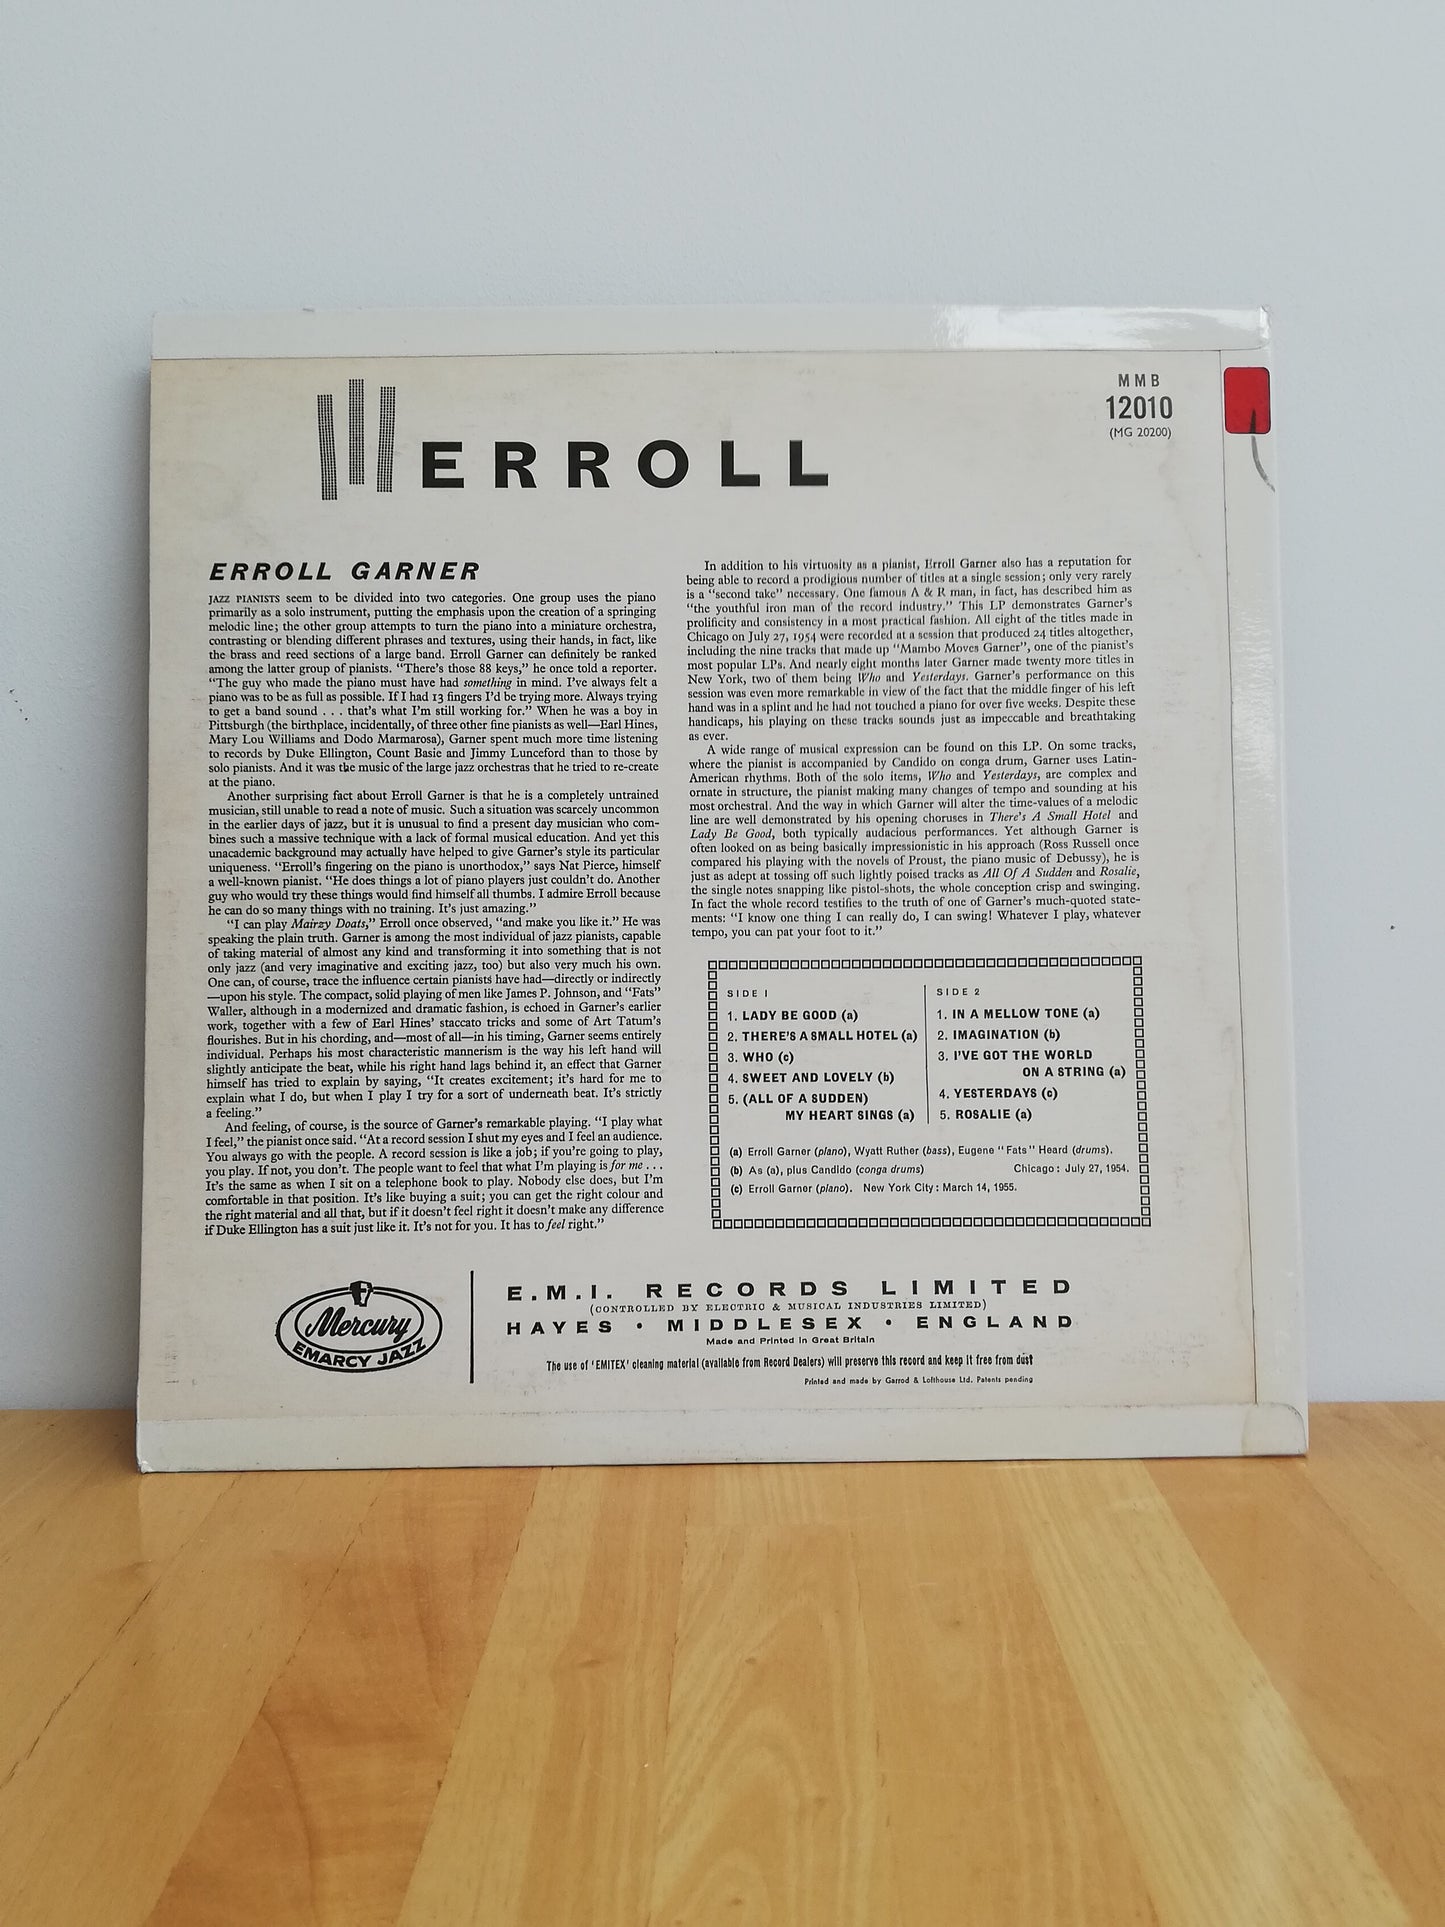 MMB
12010
(MG 20200)
ERROLL
ERROLL GARNER
JAZZ PIANISTS seem to be divided into two categories. One group uses the piano
primarily as a solo instrument, putting the emphasis upon the creation of a springing
melodic line; the other group attempts to turn the piano into a miniature orchestra,
contrasting or blending different phrases and textures, using their hands, in fact, like
the brass and reed sections of a large band. Erroll Garner can definitely be ranked
among the latter group of pianists. “There’s those 88 keys,” he once told a reporter.
“The guy who made the piano must have had something in mind. I’ve always felt a
piano was to be as full as possible. If I had 13 fingers I’d be trying more. Always trying
to get a band sound . . . that’s what I’m still working for.” When he was a boy in
Pittsburgh (the birthplace, incidentally, of three other fine pianists as well—Earl Hines,
Mary Lou Williams and Dodo Marmarosa), Garner spent much more time listening
to records by Duke Ellington, Count Basie and Jimmy Lunceford than to those by
solo pianists. And it was the music of the large jazz orchestras that he tried to re-create
at the piano.
Another surprising fact about Erroll Garner is that he is a completely untrained
musician, still unable to read a note of music. Such a situation was scarcely uncommon
in the earlier days of jazz, but it is unusual to find a present day musician who com-
bines such a massive technique with a lack of formal musical education. And yet this
unacademic background may actually have helped to give Garner’s style its particular
uniqueness. “Erroll’s fingering on the piano is unorthodox,” says Nat Pierce, himself
a well-known pianist. “He does things a lot of piano players just couldn’t do. Another
guy who would try these things would find himself all thumbs. I admire Erroll because
he can do so many things with no training. It’s just amazing.”
“I can play Mairzy Doats,” Erroll once observed, “and make you like it.” He was
speaking the plain truth. Garner is among the most individual of jazz pianists, capable
of taking material of almost any kind and transforming it into something that is not
only jazz (and very imaginative and exciting jazz, too) but also very much his own.
One can, of course, trace the influence certain pianists have had—directly or indirectly
—upon his style. The compact, solid playing of men like James P. Johnson, and “Fats”
Waller, although in a modernized and dramatic fashion, is echoed in Garner’s earlier
work, together with a few of Earl Hines’ staccato tricks and some of Art Tatum’s
flourishes. But in his chording, and—most of all—in his timing, Garner seems entirely
individual. Perhaps his most characteristic mannerism is the way his left hand will
slightly anticipate the beat, while his right hand lags behind it, an effect that Garner
himself has tried to explain by saying, “It creates excitement; it’s hard for me to
explain what I do, but when I play I try for a sort of underneath beat. It’s strictly
a feeling.”
And feeling, of course, is the source of Garner’s remarkable playing. “I play what
I feel,” the pianist once said. “At a record session I shut my eyes and I feel an audience.
You always go with the people. A record session is like a job; if you’re going to play,
you play. If not, you don’t. The people want to feel that what I’m playing is for me . . .
It’s the same as when I sit on a telephone book to play. Nobody else does, but I’m
comfortable in that position. It’s like buying a suit; you can get the right colour and
the right material and all that, but if it doesn’t feel right it doesn’t make any difference
if Duke Ellington has a suit just like it. It’s not for you. It has to feel right.”
In addition to his virtuosity as a pianist, Erroll Garner also has a reputation for
being able to record a prodigious number of titles at a single session; only very rarely
is a “second take” necessary. One famous A & R man, in fact, has described him as
“the youthful iron man of the record industry.” This LP demonstrates Garner’s
prolificity and consistency in a most practical fashion. All eight of the titles made in
Chicago on July 27, 1954 were recorded at a session that produced 24 titles altogether,
including the nine tracks that made up “Mambo Moves Garner”, one of the pianist’s
most popular LPs. And nearly eight months later Garner made twenty more titles in
New York, two of them being Who and Yesterdays. Garner’s performance on this
session was even more remarkable in view of the fact that the middle finger of his left
hand was in a splint and he had not touched a piano for over five weeks. Despite these
handicaps, his playing on these tracks sounds just as impeccable and breathtaking
as ever.
A wide range of musical expression can be found on this LP. On some tracks,
where the pianist is accompanied by Candido on conga drum, Garner uses Latin-
American rhythms. Both of the solo items, Who and Yesterdays, are complex and
ornate in structure, the pianist making many changes of tempo and sounding at his
most orchestral. And the way in which Garner will alter the time-values of a melodic
line are well demonstrated by his opening choruses in There’s A Small Hotel and
Lady Be Good, both typically audacious performances. Yet although Garner is
often looked on as being basically impressionistic in his approach (Ross Russell once
compared his playing with the novels of Proust, the piano music of Debussy), he is
just as adept at tossing off such lightly poised tracks as All Of A Sudden and Rosalie,
the single notes snapping like pistol-shots, the whole conception crisp and swinging.
In fact the whole record testifies to the truth of one of Garner’s much-quoted state-
ments: “I know one thing I can really do, I can swing! Whatever I play, whatever
tempo, you can pat your foot to it.”
SIDE 1
1. LADY BE GOOD (a)
2. THERE’S A SMALL HOTEL (a)
3. WHO (c)
4. SWEET AND LOVELY (b)
5. (ALL OF A SUDDEN)
MY HEART SINGS (a)
SIDE 2
1. IN A MELLOW TONE (a)
2. IMAGINATION (b)
3. I’VE GOT THE WORLD
ON A STRING (a)
4. YESTERDAYS (c)
5. ROSALIE (a)
(a) Erroll Garner (piano), Wyatt Ruther (bass), Eugene “Fats” Heard (drums).
(b) As (a), plus Candido (conga drums) Chicago: July 27, 1954.
(c) Erroll Garner (piano). New York City: March 14, 1955.
Mercury
EMARCY JAZZ
E.M.I. RECORDS LIMITED
(CONTROLLED BY ELECTRIC & MUSICAL INDUSTRIES LIMITED)
HAYES • MIDDLESEX • ENGLAND
Made and Printed in Great Britain
The use of ‘EMITEX’ cleaning material (available from Record Dealers) will preserve this record and keep it free from dust
Printed and made by Garrod & Lofthouse Ltd. Patents pending